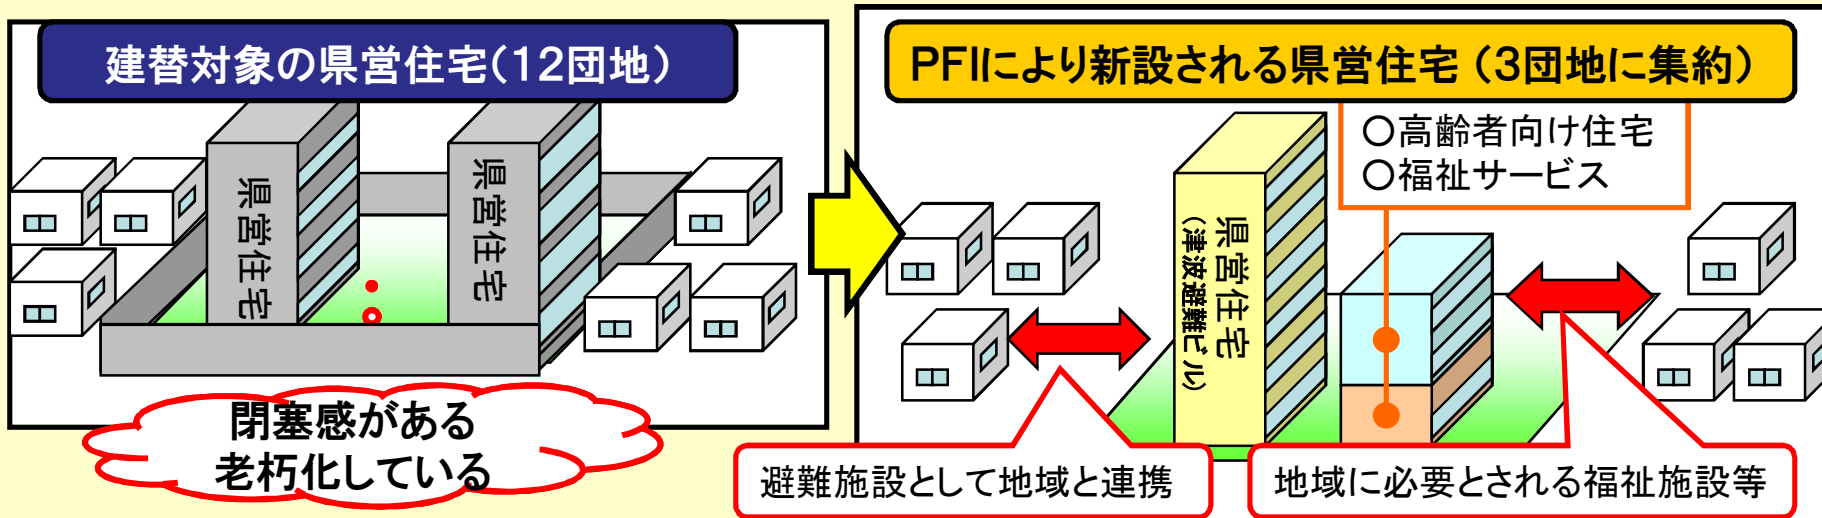 建替対象の県営住宅(12団地)
県営住宅
県営住宅
閉塞感がある
老朽化している
PFIにより新設される県営住宅(3団地に集約)
○高齢者向け住宅
○福祉サービス
県営住宅
(津波避難ビル)
避難施設として地域と連携
地域に必要とされる福祉施設等